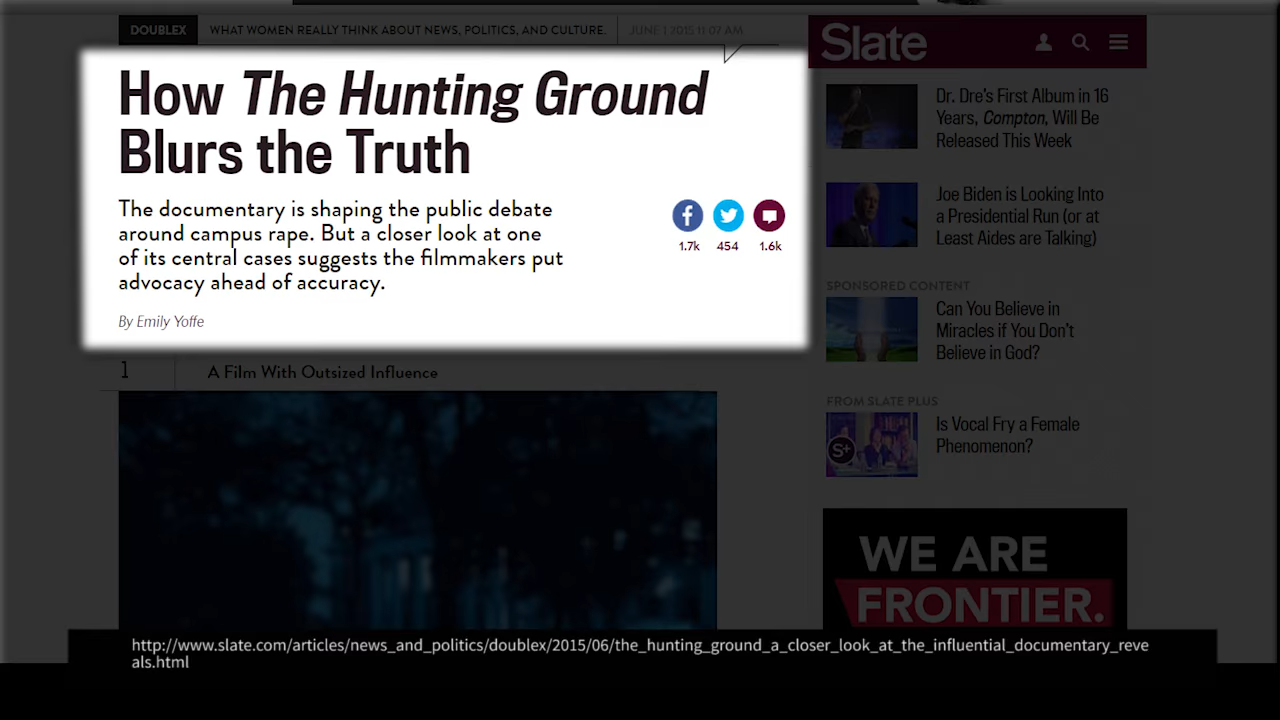 DOUBLEX
WHAT WOMEN REALLY THINK ABOUT NEWS, POLITICS, AND CULTURE.
JUNE 1 2015 11:07 AM
Slate
How The Hunting Ground
Blurs the Truth
The documentary is shaping the public debate
around campus rape. But a closer look at one
of its central cases suggests the filmmakers put
advocacy ahead of accuracy.
1.7k
454
1.6k
By Emily Yoffe
1
A Film With Outsized Influence
Dr. Dre's First Album in 16
Years, Compton, Will Be
Released This Week
Joe Biden is Looking Into
a Presidential Run (or at
Least Aides are Talking)
SPONSORED CONTENT
Can You Believe in
Miracles if You Don't
Believe in God?
FROM SLATE PLUS
S+
Is Vocal Fry a Female
Phenomenon?
WE ARE
FRONTIER.
http://www.slate.com/articles/news_and_politics/doublex/2015/06/the_hunting_ground_a_closer_look_at_the_influential_documentary_reve
als.html